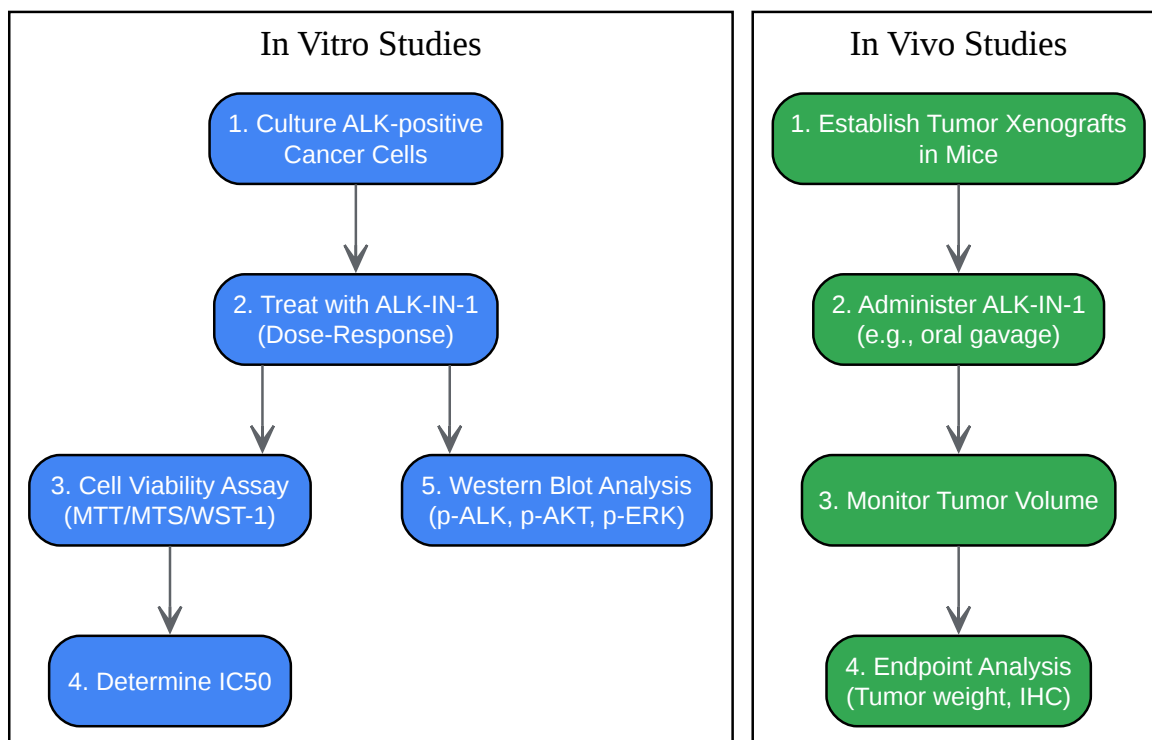 In Vitro Studies
1. Culture ALK-positive
Cancer Cells
2. Treat with ALK-IN-1
(Dose-Response)
3. Cell Viability Assay
(MTT/MTS/WST-1)
5. Western Blot Analysis
(p-ALK, p-AKT, p-ERK)
4. Determine IC50
In Vivo Studies
1. Establish Tumor Xenografts
in Mice
2. Administer ALK-IN-1
(e.g., oral gavage)
3. Monitor Tumor Volume
4. Endpoint Analysis
(Tumor weight, IHC)